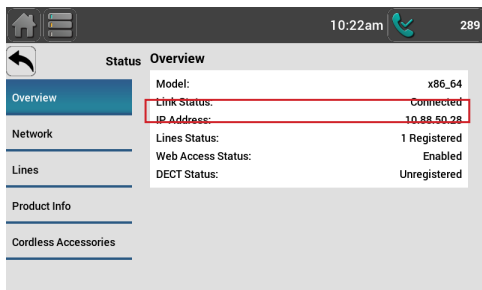 10:22am 289
Status Overview
Model: x86_64
Overview
Link Status: Connected
IP Address: 10.88.50.28
Network
Lines Status: 1 Registered
Web Access Status: Enabled
Lines
DECT Status: Unregistered
Product Info
Cordless Accessories